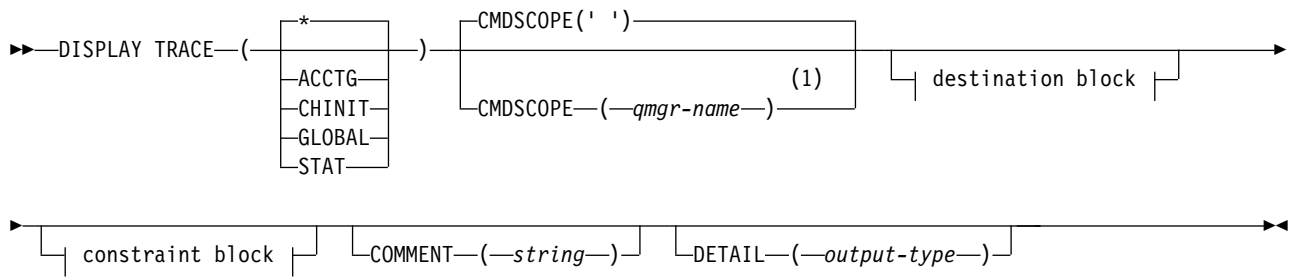 *
CMDSCOPE(' ')
DISPLAY TRACE ( )
ACCTG
CHINIT
GLOBAL
STAT
(1)
CMDSCOPE ( qmgr-name )
destination block
constraint block
COMMENT ( string )
DETAIL ( output-type )